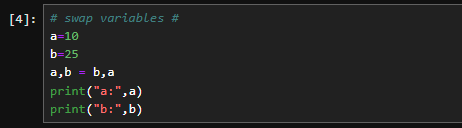 [4]: # swap variables #
a=10
b=25
a,b = b,a
print("a:",a)
print("b:",b)